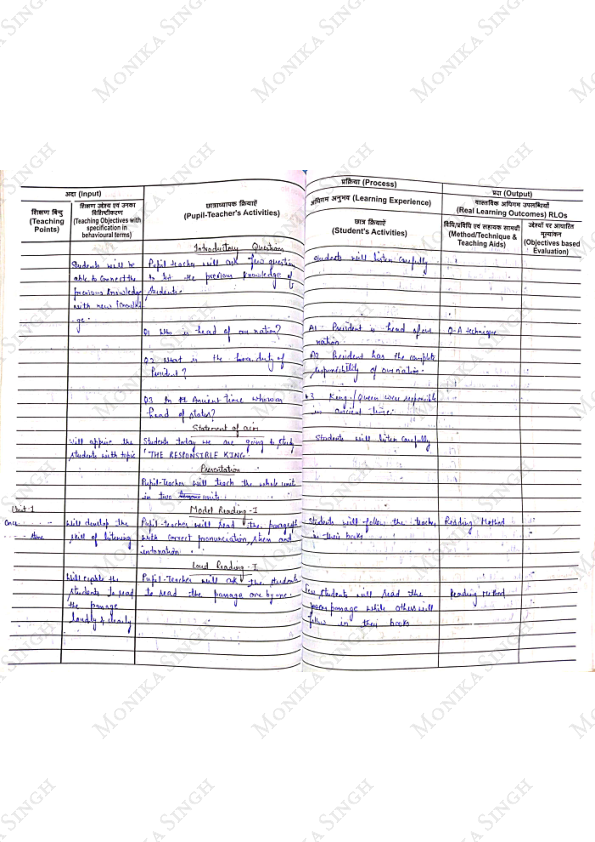 MONIKA SINGH
अदा (Input)
शिक्षण बिन्दु
(Teaching
Points)
शिक्षण उद्देश्य एवं उनका
विशिष्टीकरण
(Teaching Objectives with
specification in
behavioural terms)
छात्राध्यापक क्रियाएँ
(Pupil-Teacher's Activities)
Introductory Questions
Students will be
able to connect the
previous knowledge
with new knowled
-ge.
Pupil teacher will ask few question
to test the previous knowledge of
students.
Q1 Who is head of our nation?
Q2 What is the
President?
Q3 In the Ancient time who was
head of states?
Statement of aim
will apprise the
students with topic
Students today we are going to study
'THE RESPONSIBLE KING.
Presentation
Pupil-Teacher will teach the whole unit
in two units.
Model Reading - I
Unit 1
Once - - - -
- - - - time
Will develop the
skill of listening
Pupil-teacher will read the paragraph
with correct pronunciation, stress and
intonation.
Loud Reading - I
Will enable the
students to read
the passage
loudly & clearly
Pupil-Teacher will ask the students
to read the passage one by one.
प्रक्रिया (Process)
प्रदा (Output)
अधिगम अनुभव (Learning Experience)
वास्तविक अधिगम उपलब्धियाँ
(Real Learning Outcomes) RLOs
छात्र क्रियाएँ
(Student's Activities)
विधि/प्रविधि एवं सहायक सामग्री
(Method/Technique &
Teaching Aids)
उद्देश्यों पर आधारित
मूल्यांकन
(Objectives based
Evaluation)
Students will listen carefully
A1 - President is head of our
nation
Q-A technique
A2 President has the complete
responsibility of our nation.
A3 King/Queen were responsible
in ancient time.
Students will listen carefully
Students will follow the teacher
in their books
Reading Method
Few students will read the
passage while others will
follow in their books
Reading Method